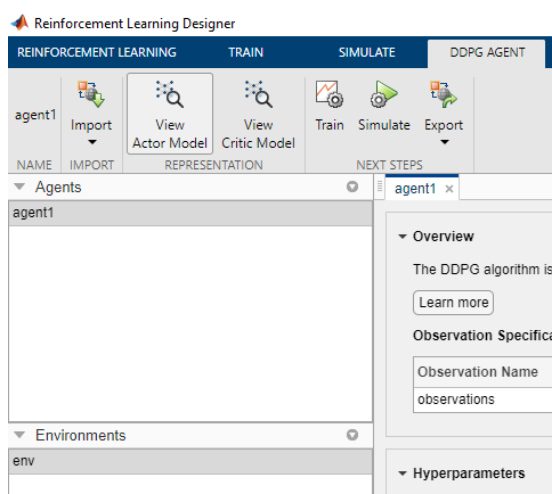 Reinforcement Learning Designer
REINFORCEMENT LEARNING TRAIN SIMULATE DDPG AGENT
agent1
Import
View Actor Model
View Critic Model
Train
Simulate
Export
NAME IMPORT REPRESENTATION NEXT STEPS
Agents
agent1
agent1 ×
Overview
The DDPG algorithm is
Learn more
Observation Specifica
Observation Name
observations
Environments
env
Hyperparameters